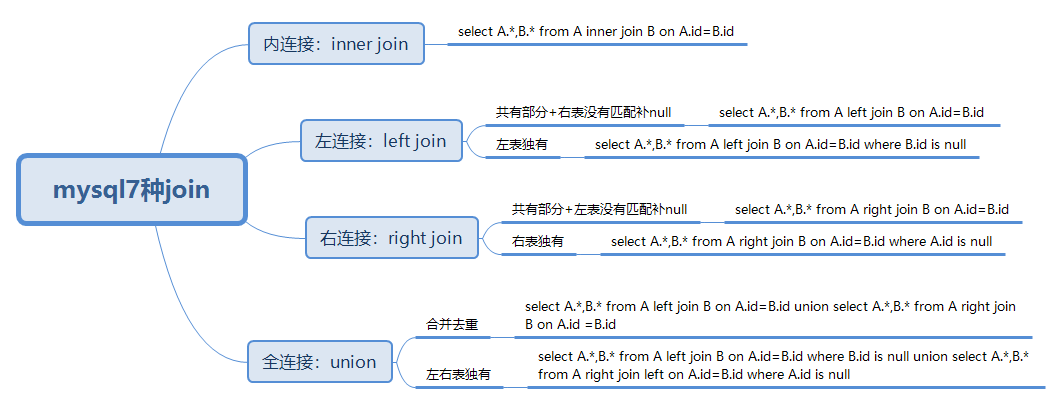 mysql7种join
内连接：inner join
select A.*,B.* from A inner join B on A.id=B.id
左连接：left join
共有部分+右表没有匹配补null
select A.*,B.* from A left join B on A.id=B.id
左表独有
select A.*,B.* from A left join B on A.id=B.id where B.id is null
右连接：right join
共有部分+左表没有匹配补null
select A.*,B.* from A right join B on A.id=B.id
右表独有
select A.*,B.* from A right join B on A.id=B.id where A.id is null
全连接：union
合并去重
select A.*,B.* from A left join B on A.id=B.id union select A.*,B.* from A right join
B on A.id =B.id
左右表独有
select A.*,B.* from A left join B on A.id=B.id where B.id is null union select A.*,B.*
from A right join left on A.id=B.id where A.id is null